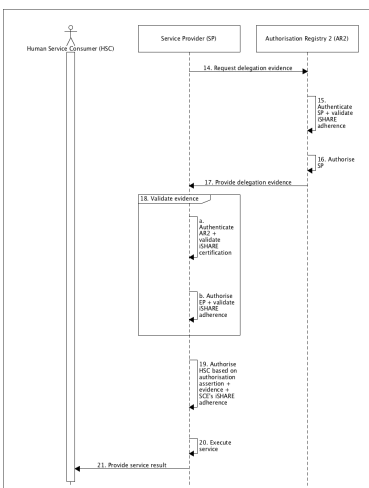 Human Service Consumer (HSC)
Service Provider (SP)
Authorisation Registry 2 (AR2)
14. Request delegation evidence
15.
Authenticate
SP + validate
iSHARE
adherence
16. Authorise
SP
17. Provide delegation evidence
18. Validate evidence
a.
Authenticate
AR2 +
validate
iSHARE
certification
b. Authorise
EP + validate
iSHARE
adherence
19. Authorise
HSC based on
authorisation
assertion +
evidence +
SCE's iSHARE
adherence
20. Execute
service
21. Provide service result